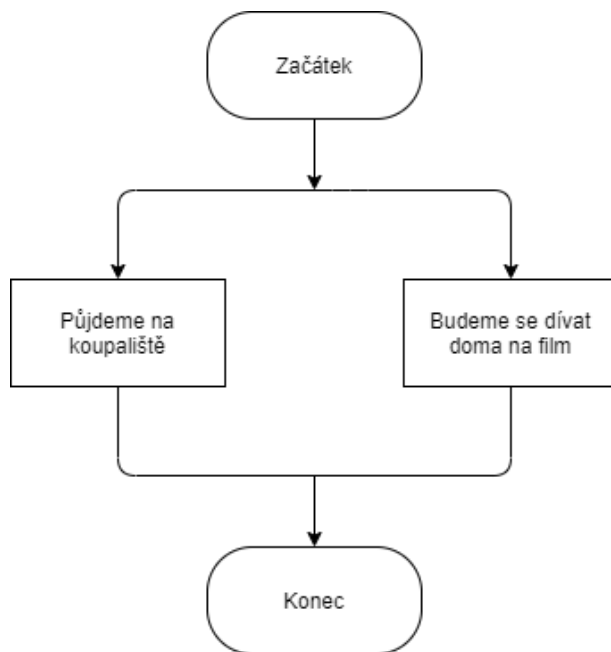 Začátek
Půjdeme na
koupaliště
Budeme se dívat
doma na film
Konec